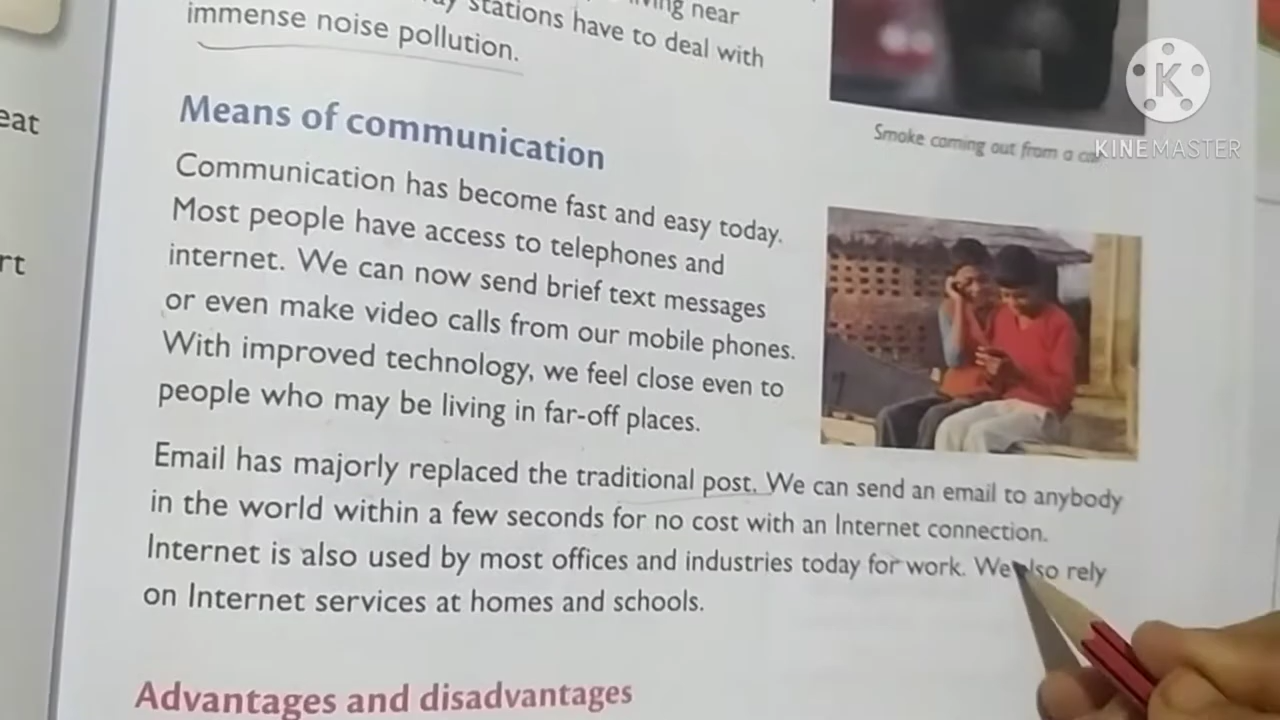 stations have to deal with
near
immense noise pollution.
eat
rt
Means of communication
Communication has become fast and easy today.
Most people have access to telephones and
internet. We can now send brief text messages
or even make video calls from our mobile phones.
With improved technology, we feel close even to
people who may be living in far-off places.
Email has majorly replaced the traditional post. We can send an email to anybody
in the world within a few seconds for no cost with an Internet connection.
Internet is also used by most offices and industries today for work. We also rely
on Internet services at homes and schools.
Advantages and disadvantages
Smoke coming out from a
K
KINEMASTER